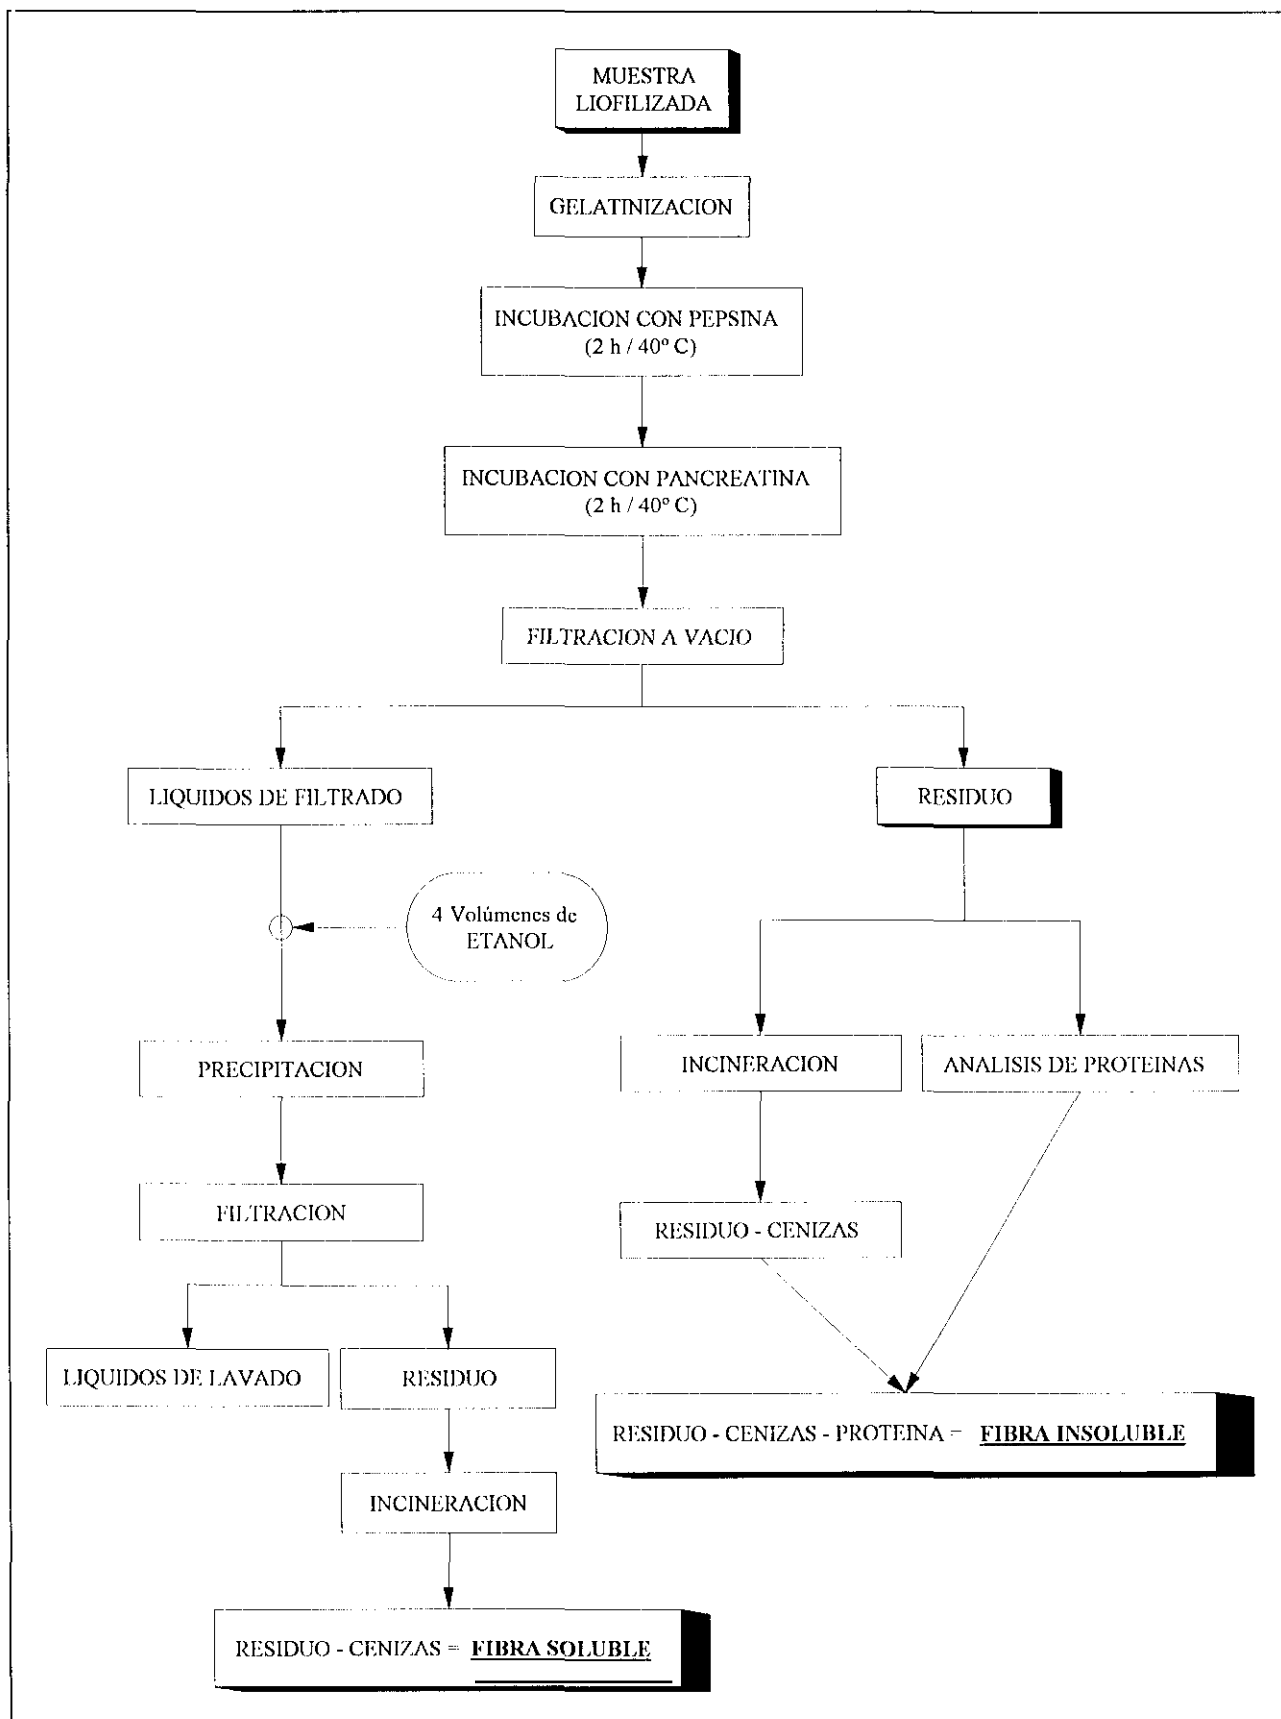 MUESTRA
LIOFILIZADA
GELATINIZACION
INCUBACION CON PEPSINA
(2 h / 40º C)
INCUBACION CON PANCREATINA
(2 h / 40º C)
FILTRACION A VACIO
LIQUIDOS DE FILTRADO
RESIDUO
4 Volúmenes de
ETANOL
PRECIPITACION
INCINERACION
ANALISIS DE PROTEINAS
FILTRACION
RESIDUO - CENIZAS
LIQUIDOS DE LAVADO
RESIDUO
RESIDUO - CENIZAS - PROTEINA = FIBRA INSOLUBLE
INCINERACION
RESIDUO - CENIZAS = FIBRA SOLUBLE